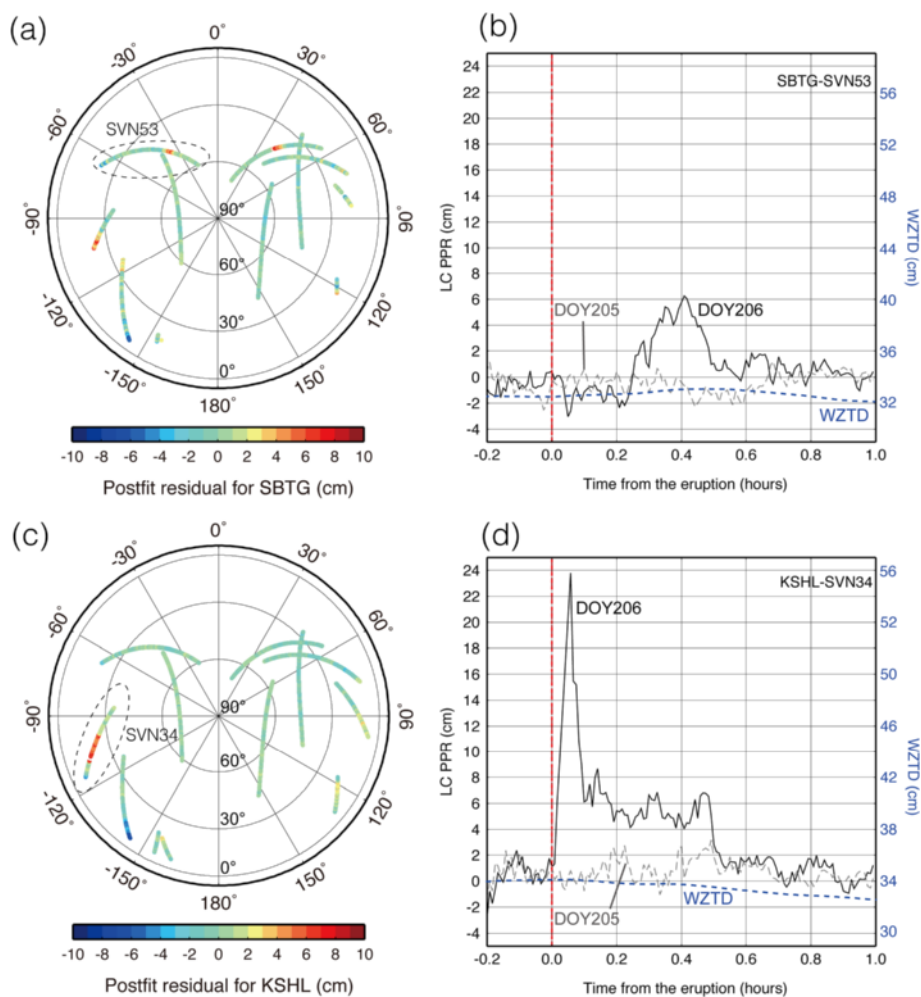 (a)
0°
-30°
30°
-60°
60°
SVN53
-90°
90°
90°
60°
-120°
120°
30°
-150°
0°
150°
180°
-10 -8 -6 -4 -2 0 2 4 6 8 10
Postfit residual for SBTG (cm)
(b)
24
22
20
18
16
14
12
10
8
6
4
2
0
-2
-4
LC PPR (cm)
SBTG-SVN53
DOY205
DOY206
WZTD
56
52
48
44
40
36
32
WZTD (cm)
-0.2 0.0 0.2 0.4 0.6 0.8 1.0
Time from the eruption (hours)
(c)
0°
-30°
30°
-60°
60°
-90°
90°
90°
SVN34
60°
-120°
120°
30°
-150°
0°
150°
180°
-10 -8 -6 -4 -2 0 2 4 6 8 10
Postfit residual for KSHL (cm)
(d)
24
22
20
18
16
14
12
10
8
6
4
2
0
-2
-4
LC PPR (cm)
KSHL-SVN34
DOY206
DOY205
WZTD
56
54
50
46
42
38
34
30
WZTD (cm)
-0.2 0.0 0.2 0.4 0.6 0.8 1.0
Time from the eruption (hours)